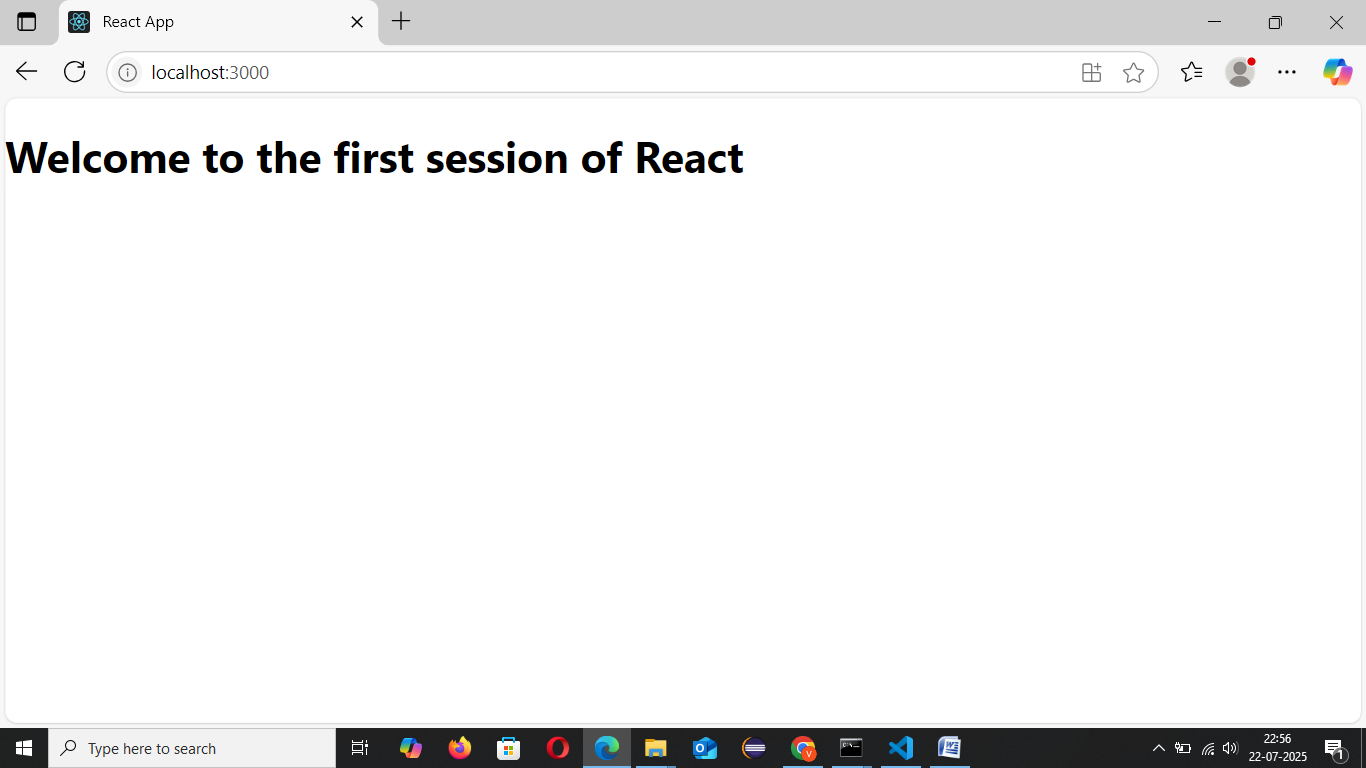 React App
localhost:3000
Welcome to the first session of React
Type here to search
22:56
22-07-2025
1